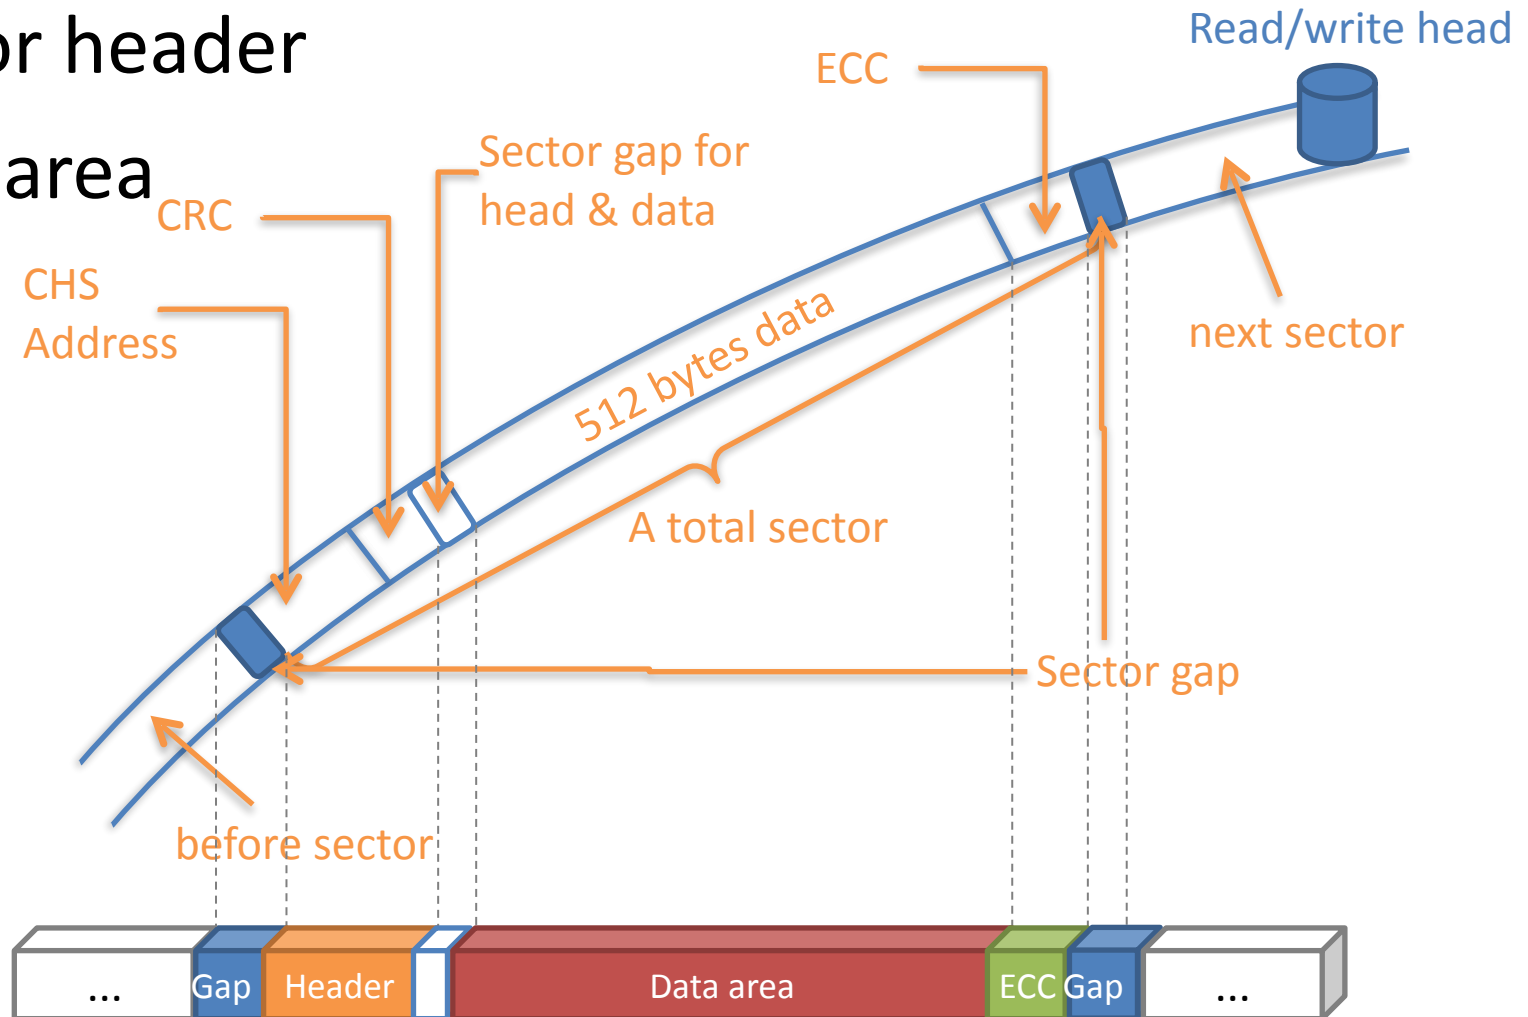 or header
Read/write head
ECC
area
Sector gap for
head & data
CRC
CHS
Address
512 bytes data
next sector
A total sector
Sector gap
before sector
...
Gap
Header
Data area
ECC
Gap
...